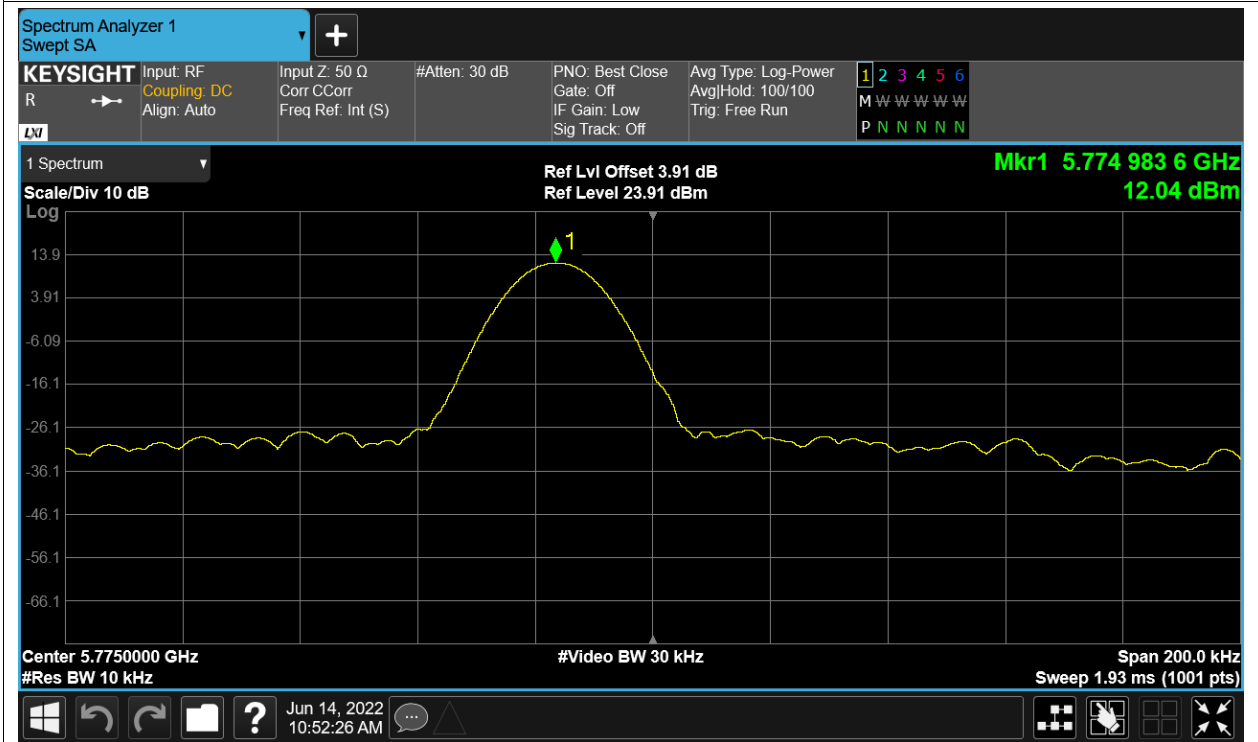 Spectrum Analyzer 1
Swept SA
KEYSIGHT Input: RF Input Z: 50 Ω #Atten: 30 dB PNO: Best Close Avg Type: Log-Power 1 2 3 4 5 6
R Coupling: DC Corr CCorr Gate: Off Avg|Hold: 100/100 M W W W W W
Align: Auto Freq Ref: Int (S) IF Gain: Low Trig: Free Run
LXI Sig Track: Off P N N N N N
1 Spectrum Ref Lvl Offset 3.91 dB Mkr1 5.774 983 6 GHz
Scale/Div 10 dB Ref Level 23.91 dBm 12.04 dBm
Log
1
13.9
3.91
-6.09
-16.1
-26.1
-36.1
-46.1
-56.1
-66.1
Center 5.7750000 GHz #Video BW 30 kHz Span 200.0 kHz
#Res BW 10 kHz Sweep 1.93 ms (1001 pts)
? Jun 14, 2022
10:52:26 AM